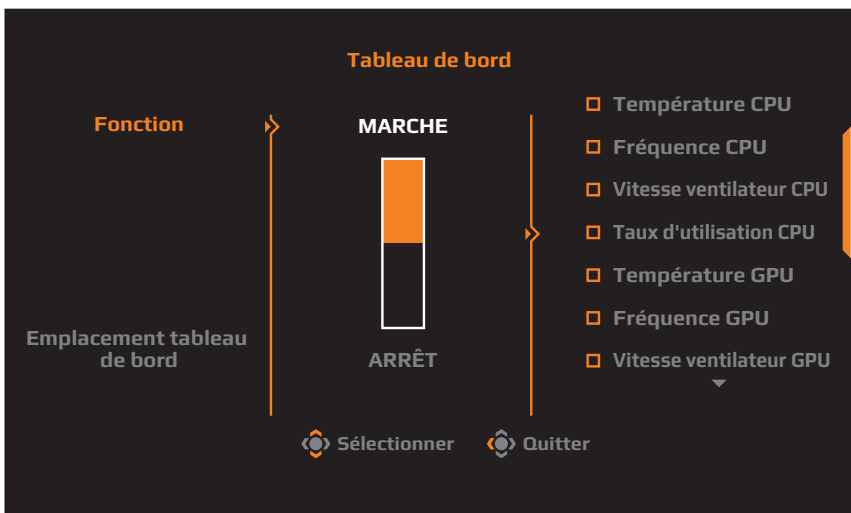 Tableau de bord
Fonction
Emplacement tableau
de bord
MARCHE
ARRÊT
Température CPU
Fréquence CPU
Vitesse ventilateur CPU
Taux d'utilisation CPU
Température GPU
Fréquence GPU
Vitesse ventilateur GPU
Sélectionner
Quitter